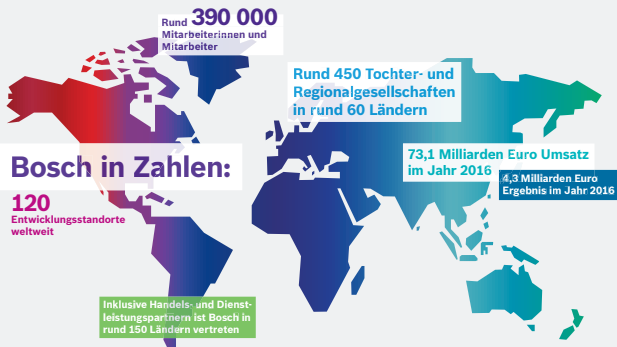 Rund 390 000
Mitarbeiterinnen und
Mitarbeiter
Rund 450 Tochter- und
Regionalgesellschaften
in rund 60 Ländern
Bosch in Zahlen:
73,1 Milliarden Euro Umsatz
im Jahr 2016
4,3 Milliarden Euro
Ergebnis im Jahr 2016
120
Entwicklungsstandorte
weltweit
Inklusive Handels- und Dienst-
leistungspartnern ist Bosch in
rund 150 Ländern vertreten